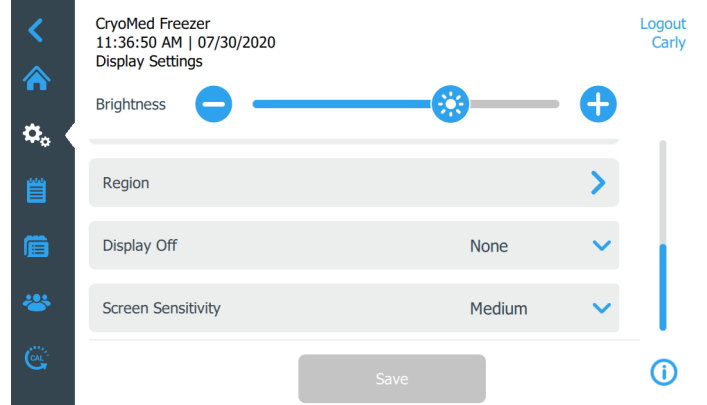 CryoMed Freezer
11:36:50 AM | 07/30/2020
Display Settings
Logout
Carly
Brightness
Region
Display Off None
Screen Sensitivity Medium
CAL
Save